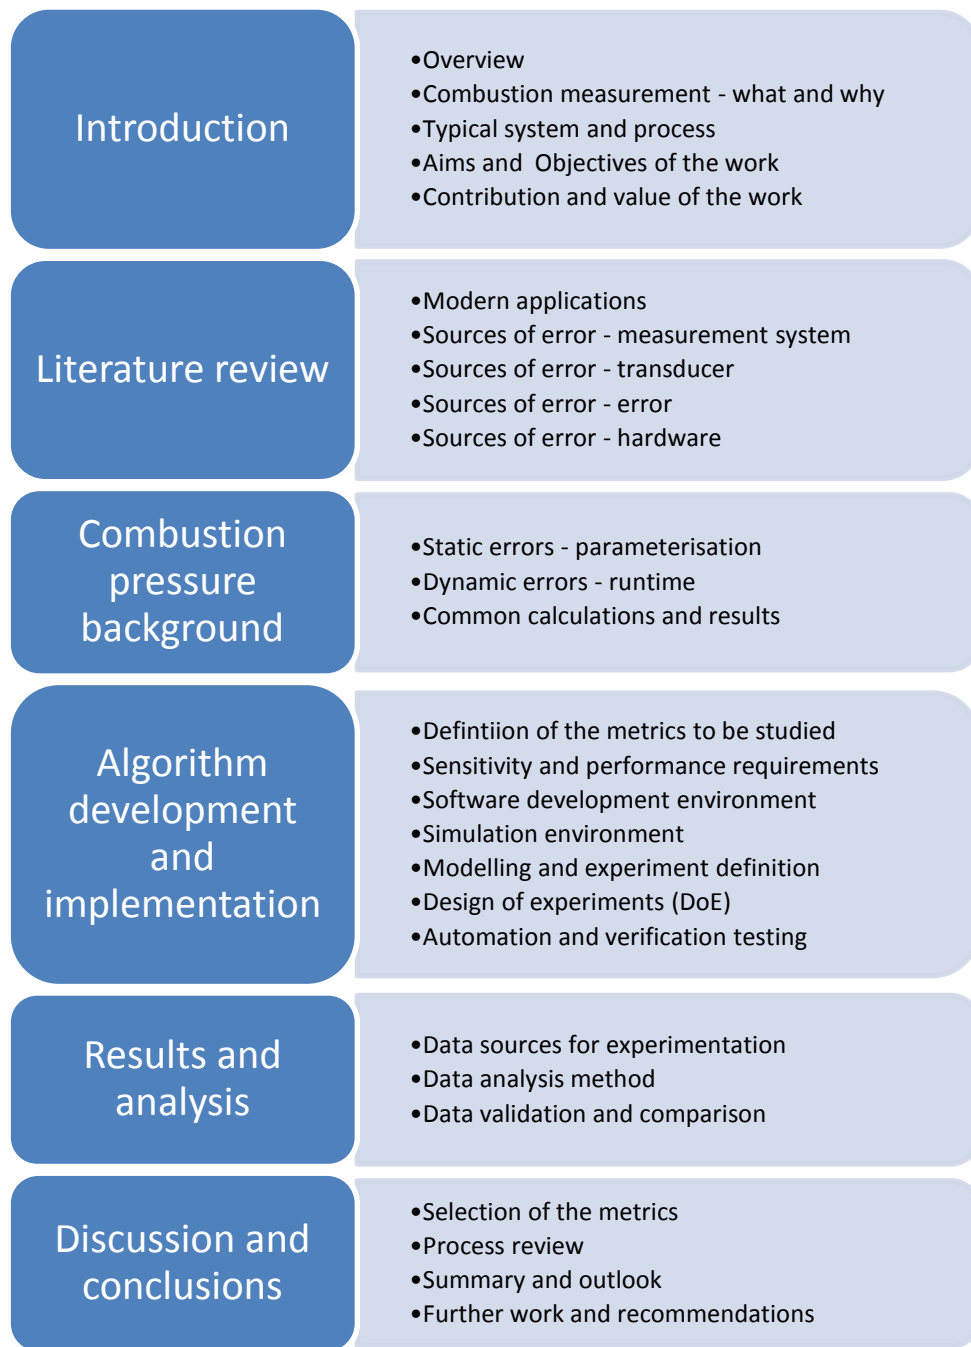 Introduction
•Overview
•Combustion measurement - what and why
•Typical system and process
•Aims and  Objectives of the work
•Contribution and value of the work
Literature review
•Modern applications
•Sources of error - measurement system
•Sources of error - transducer
•Sources of error - error
•Sources of error - hardware
Combustion
pressure
background
•Static errors - parameterisation
•Dynamic errors - runtime
•Common calculations and results
Algorithm
development
and
implementation
•Defintiion of the metrics to be studied
•Sensitivity and performance requirements
•Software development environment
•Simulation environment
•Modelling and experiment definition
•Design of experiments (DoE)
•Automation and verification testing
Results and
analysis
•Data sources for experimentation
•Data analysis method
•Data validation and comparison
Discussion and
conclusions
•Selection of the metrics
•Process review
•Summary and outlook
•Further work and recommendations